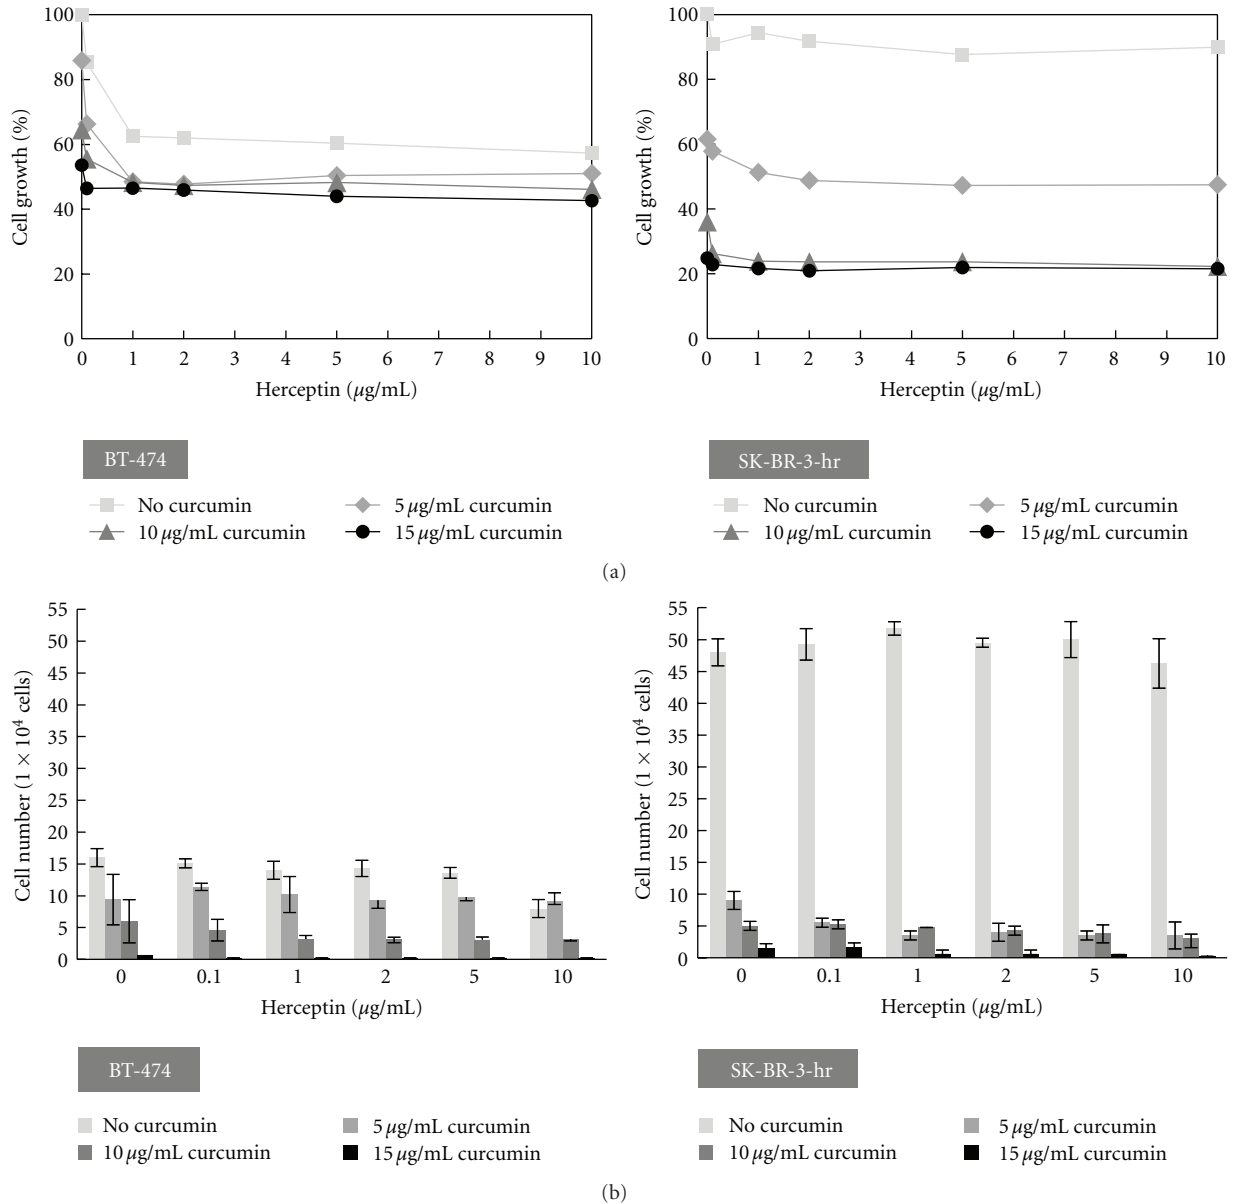 100
80
60
40
20
0
Cell growth (%)
0 1 2 3 4 5 6 7 8 9 10
Herceptin (µg/mL)
BT-474
No curcumin
5 µg/mL curcumin
10 µg/mL curcumin
15 µg/mL curcumin
100
80
60
40
20
0
Cell growth (%)
0 1 2 3 4 5 6 7 8 9 10
Herceptin (µg/mL)
SK-BR-3-hr
No curcumin
5 µg/mL curcumin
10 µg/mL curcumin
15 µg/mL curcumin
(a)
55
50
45
40
35
30
25
20
15
10
5
0
Cell number (1 × 10⁴ cells)
0 0.1 1 2 5 10
Herceptin (µg/mL)
BT-474
No curcumin
5 µg/mL curcumin
10 µg/mL curcumin
15 µg/mL curcumin
55
50
45
40
35
30
25
20
15
10
5
0
Cell number (1 × 10⁴ cells)
0 0.1 1 2 5 10
Herceptin (µg/mL)
SK-BR-3-hr
No curcumin
5 µg/mL curcumin
10 µg/mL curcumin
15 µg/mL curcumin
(b)